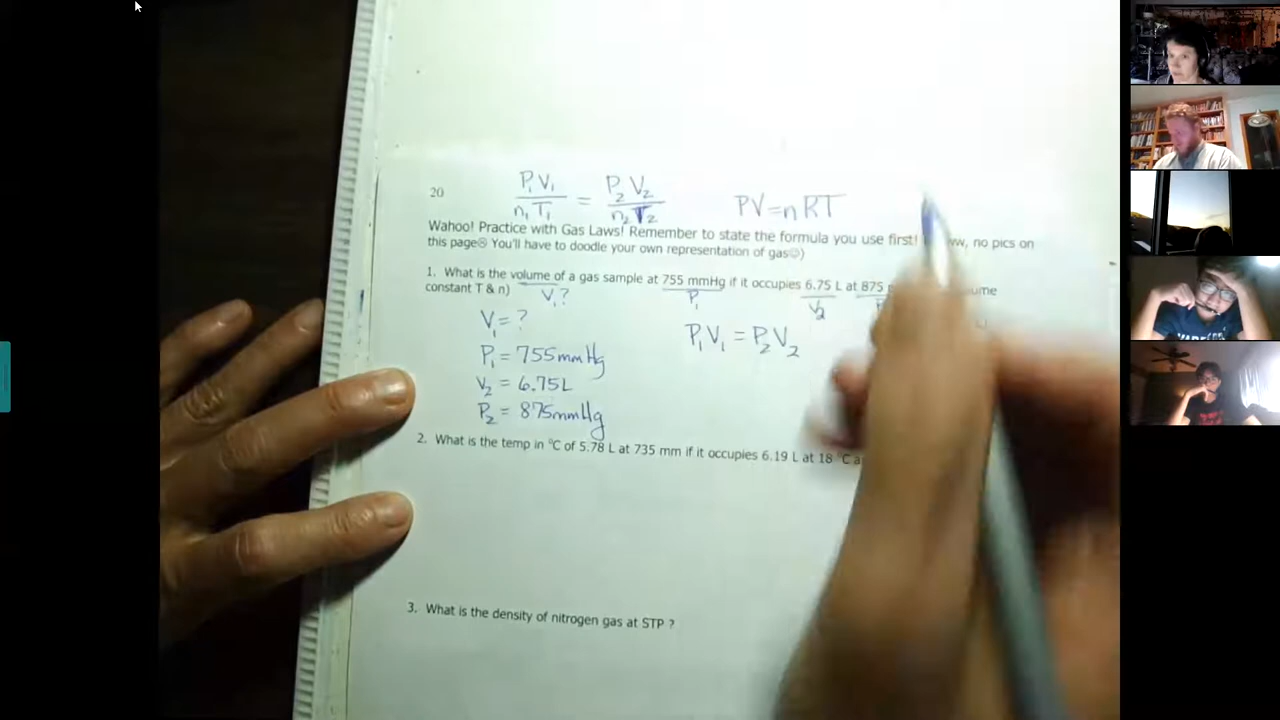 20
P₁V₁/n₁T₁ = P₂V₂/n₂T₂ PV=nRT
Wahoo! Practice with Gas Laws! Remember to state the formula you use first! no pics on
this page☹ You'll have to doodle your own representation of gas☺)
1. What is the volume of a gas sample at 755 mmHg if it occupies 6.75 L at 875
constant T & n)
V₁? P₁ V₂
V₁ = ?
P₁V₁ = P₂V₂
P₁ = 755mmHg
V₂ = 6.75L
P₂ = 875mmHg
2. What is the temp in °C of 5.78 L at 735 mm if it occupies 6.19 L at 18 °C
3. What is the density of nitrogen gas at STP ?